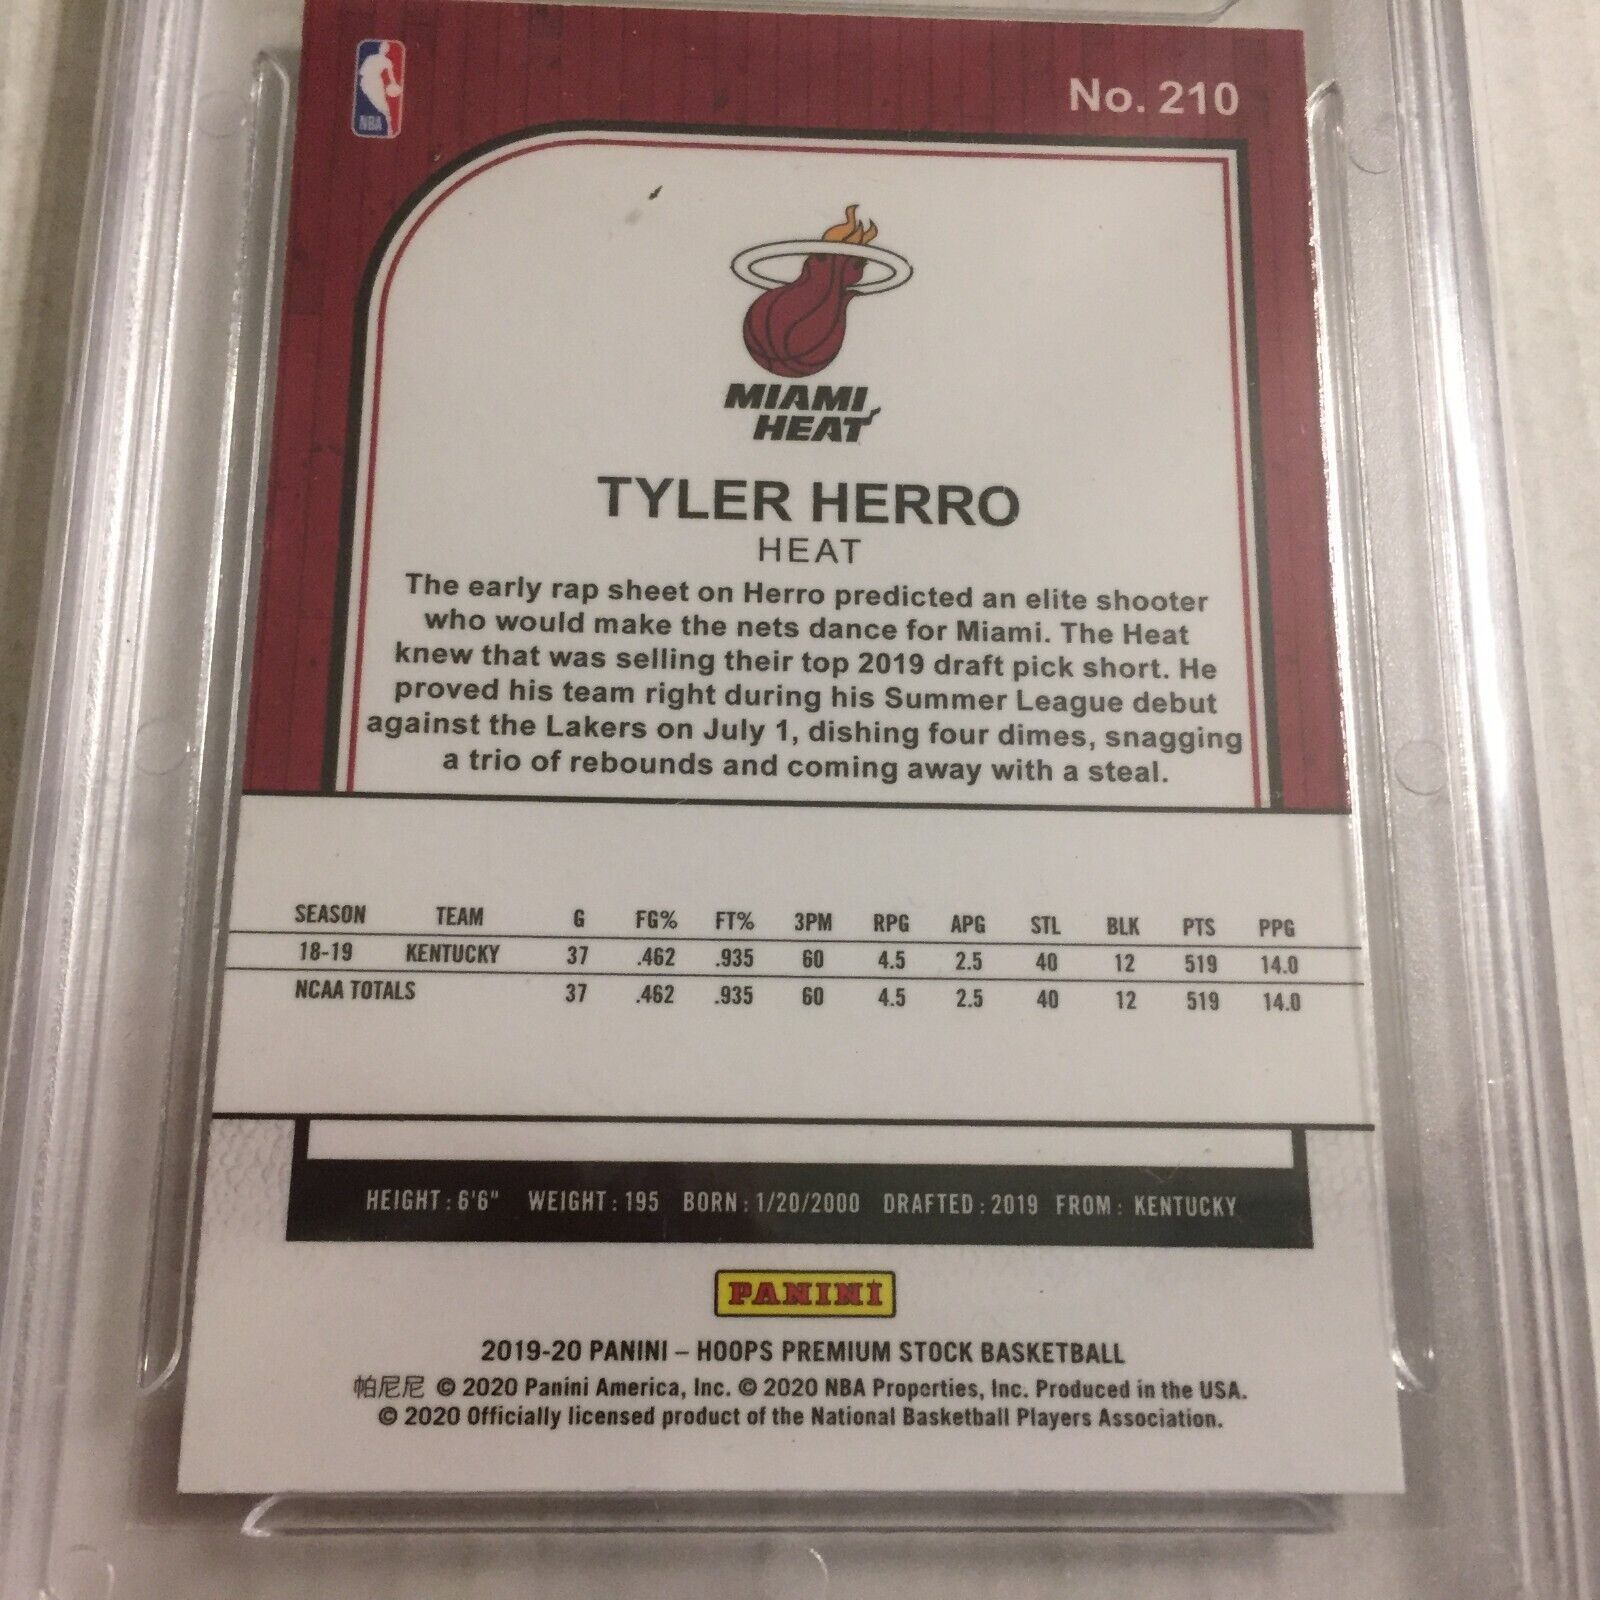 NBA
No. 210
MIAMI
HEAT
TYLER HERRO
HEAT
The early rap sheet on Herro predicted an elite shooter
who would make the nets dance for Miami. The Heat
knew that was selling their top 2019 draft pick short. He
proved his team right during his Summer League debut
against the Lakers on July 1, dishing four dimes, snagging
a trio of rebounds and coming away with a steal.
SEASON TEAM G FG% FT% 3PM RPG APG STL BLK PTS PPG
18-19 KENTUCKY 37 .462 .935 60 4.5 2.5 40 12 519 14.0
NCAA TOTALS 37 .462 .935 60 4.5 2.5 40 12 519 14.0
HEIGHT : 6'6" WEIGHT : 195 BORN : 1/20/2000 DRAFTED : 2019 FROM : KENTUCKY
PANINI
2019-20 PANINI – HOOPS PREMIUM STOCK BASKETBALL
帕尼尼 © 2020 Panini America, Inc. © 2020 NBA Properties, Inc. Produced in the USA.
© 2020 Officially licensed product of the National Basketball Players Association.